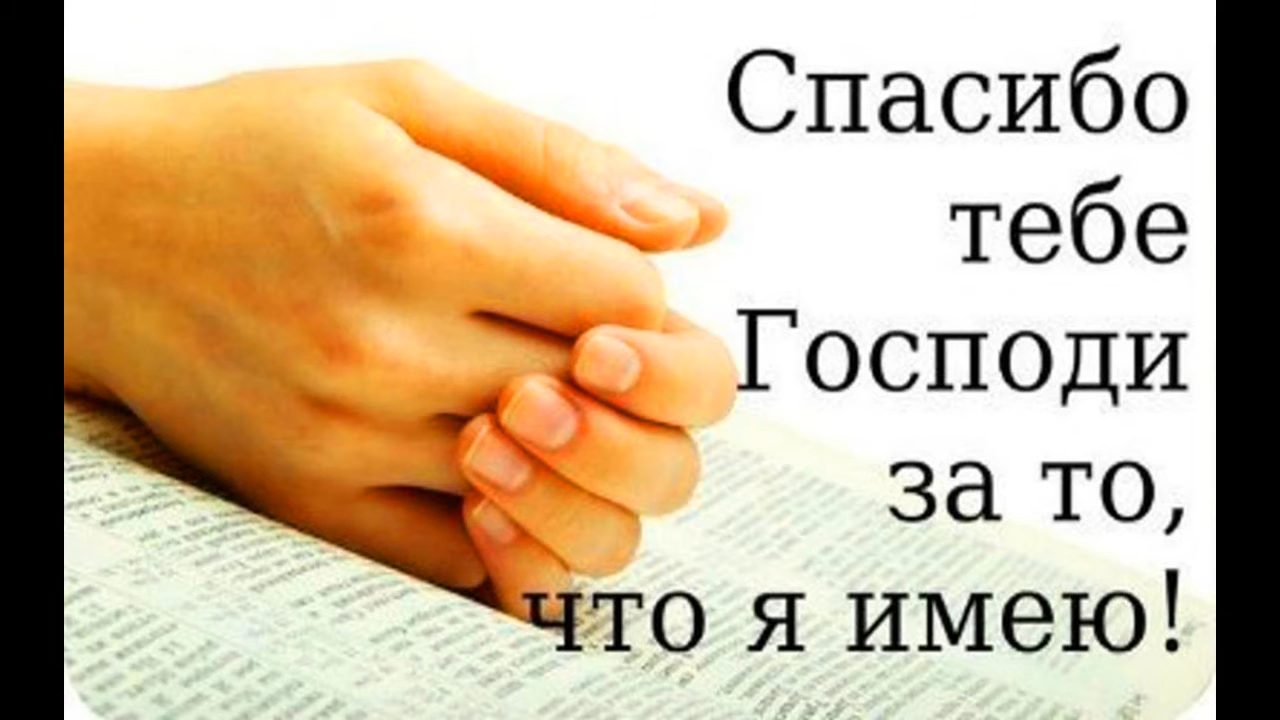 Спасибо
тебе
Господи
за то,
что я имею!